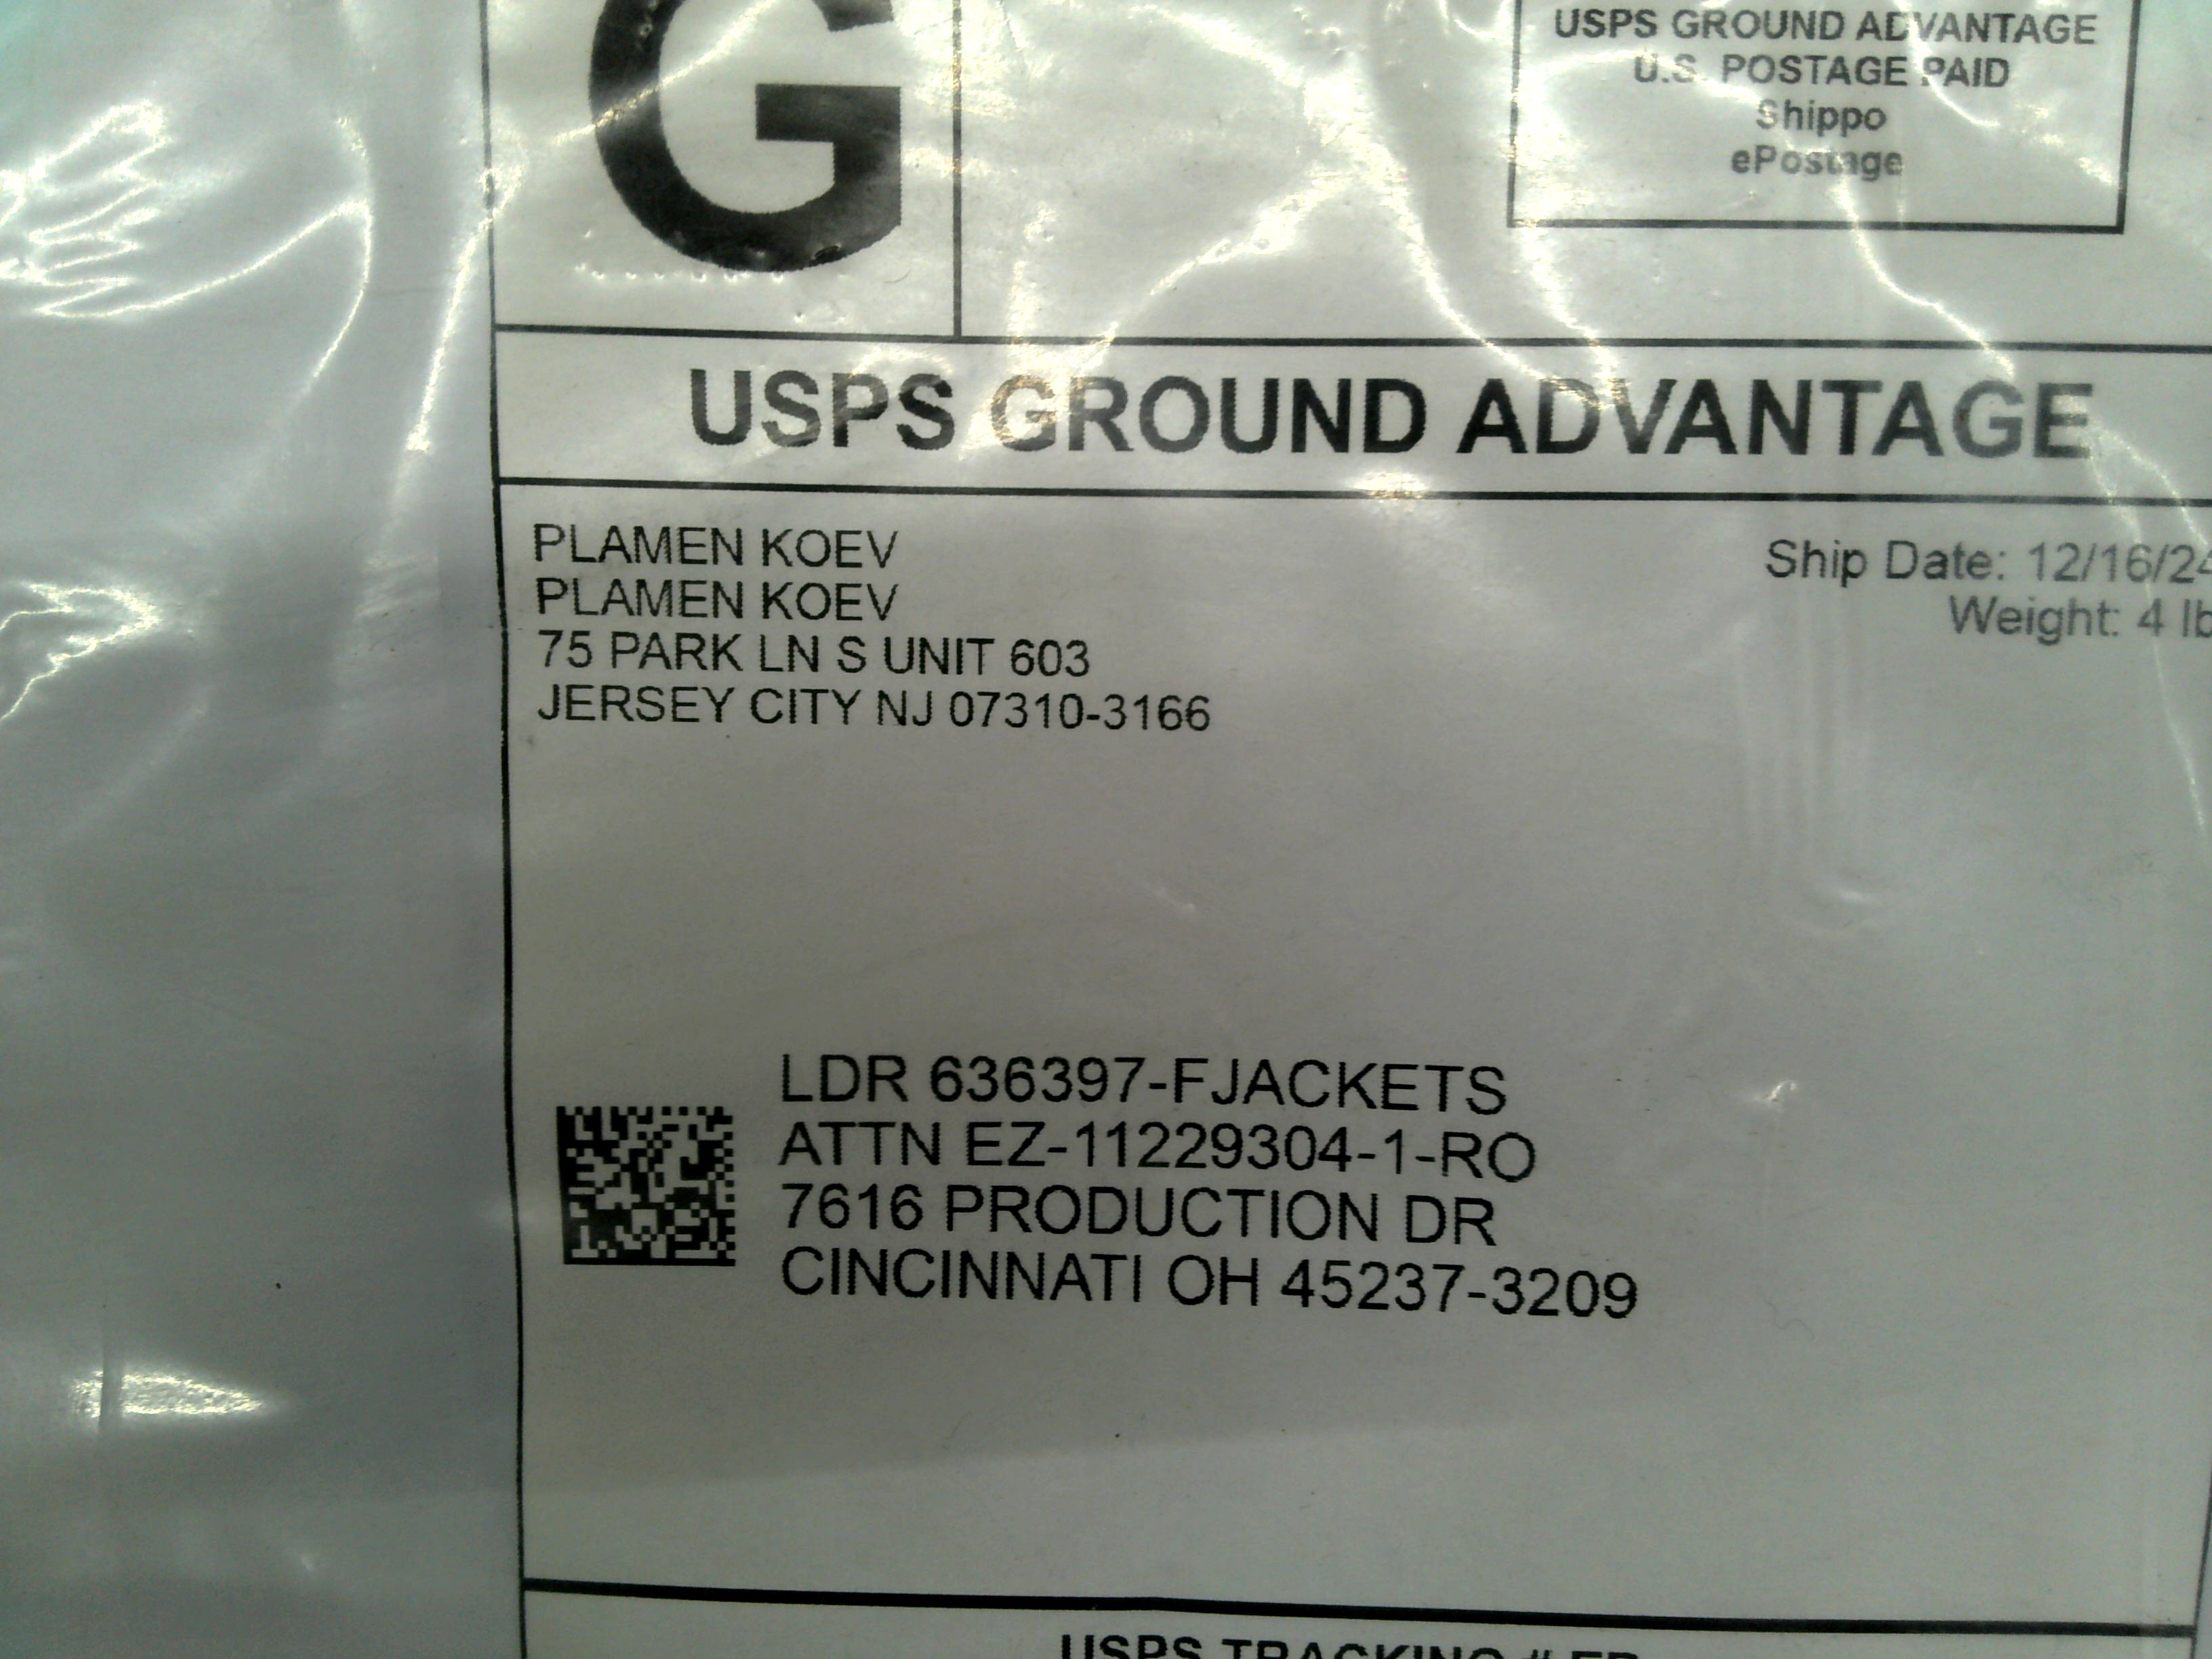 G
USPS GROUND ADVANTAGE
U.S. POSTAGE PAID
Shippo
ePostage
USPS GROUND ADVANTAGE
PLAMEN KOEV
PLAMEN KOEV
75 PARK LN S UNIT 603
JERSEY CITY NJ 07310-3166
Ship Date: 12/16/24
Weight: 4 lb
LDR 636397-FJACKETS
ATTN EZ-11229304-1-RO
7616 PRODUCTION DR
CINCINNATI OH 45237-3209
USPS TRACKING #